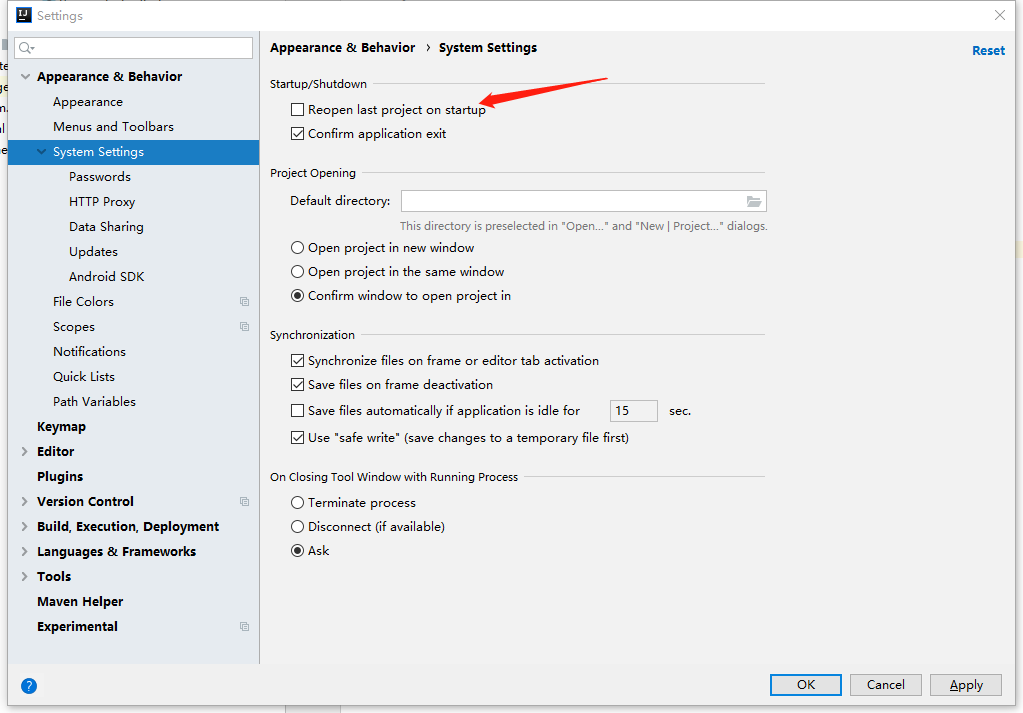 IJ Settings
Appearance & Behavior
Appearance
Menus and Toolbars
System Settings
Passwords
HTTP Proxy
Data Sharing
Updates
Android SDK
File Colors
Scopes
Notifications
Quick Lists
Path Variables
Keymap
Editor
Plugins
Version Control
Build, Execution, Deployment
Languages & Frameworks
Tools
Maven Helper
Experimental
Appearance & Behavior › System Settings
Reset
Startup/Shutdown
Reopen last project on startup
Confirm application exit
Project Opening
Default directory:
This directory is preselected in "Open..." and "New | Project..." dialogs.
Open project in new window
Open project in the same window
Confirm window to open project in
Synchronization
Synchronize files on frame or editor tab activation
Save files on frame deactivation
Save files automatically if application is idle for 15 sec.
Use "safe write" (save changes to a temporary file first)
On Closing Tool Window with Running Process
Terminate process
Disconnect (if available)
Ask
?
OK Cancel Apply